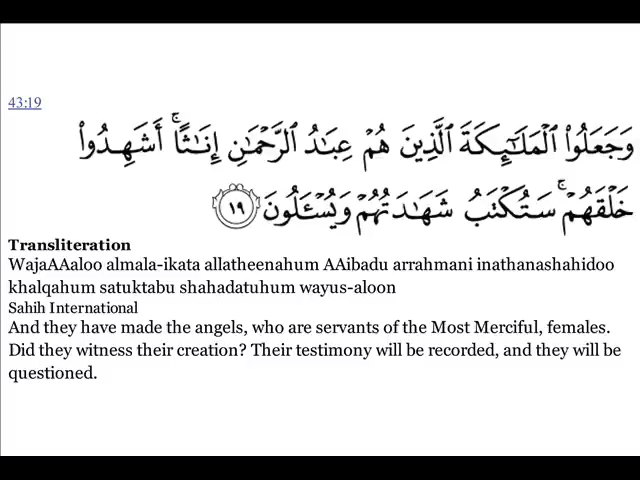 43:19
وَجَعَلُوا۟ ٱلْمَلَـٰٓئِكَةَ ٱلَّذِينَ هُمْ عِبَـٰدُ ٱلرَّحْمَـٰنِ إِنَـٰثًا ۚ أَشَهِدُوا۟
خَلْقَهُمْ ۚ سَتُكْتَبُ شَهَـٰدَتُهُمْ وَيُسْـَٔلُونَ ١٩
Transliteration
WajaAAaloo almala-ikata allatheenahum AAibadu arrahmani inathanashahidoo
khalqahum satuktabu shahadatuhum wayus-aloon
Sahih International
And they have made the angels, who are servants of the Most Merciful, females.
Did they witness their creation? Their testimony will be recorded, and they will be
questioned.